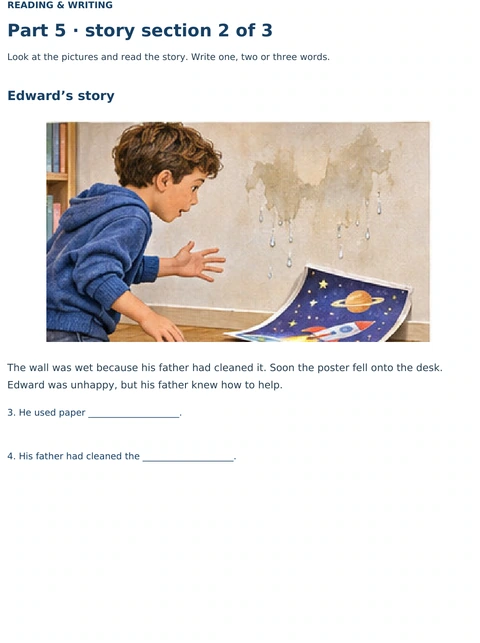 READING & WRITING
Part 5 · story section 2 of 3
Look at the pictures and read the story. Write one, two or three words.
Edward’s story
The wall was wet because his father had cleaned it. Soon the poster fell onto the desk.
Edward was unhappy, but his father knew how to help.
3. He used paper ____________________.
4. His father had cleaned the ____________________.